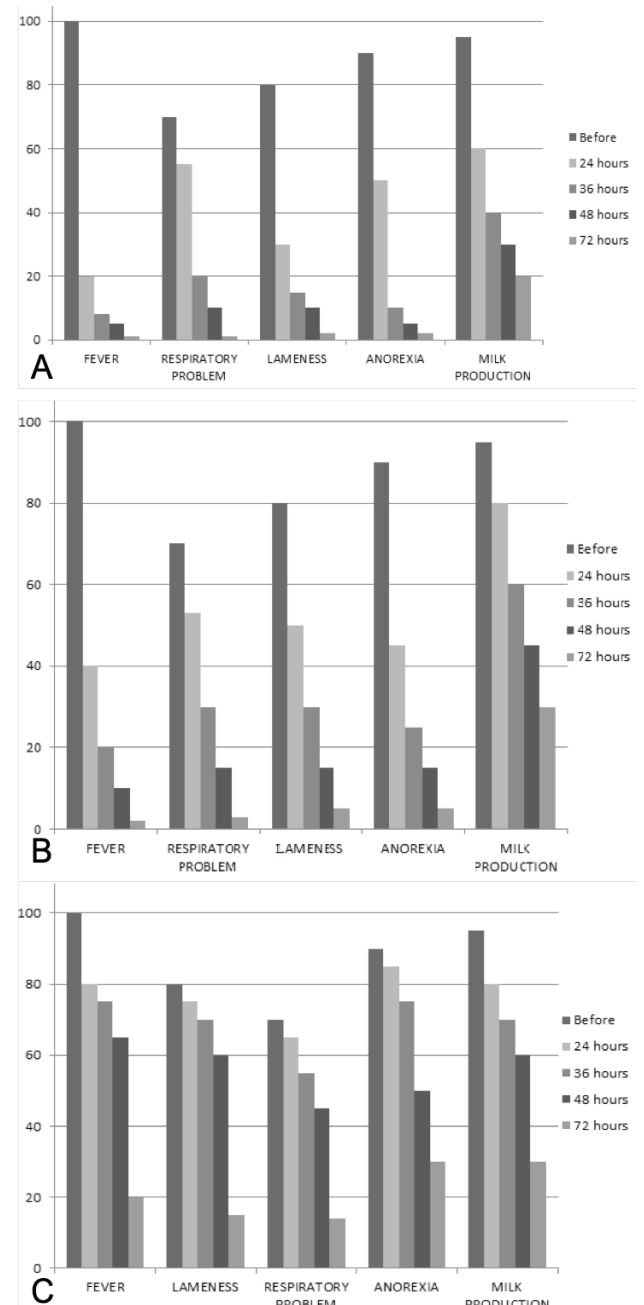 100
80
60
40
20
0
FEVER
RESPIRATORY
PROBLEM
LAMENESS
ANOREXIA
MILK
PRODUCTION
Before
24 hours
36 hours
48 hours
72 hours
A
100
80
60
40
20
0
FEVER
RESPIRATORY
PROBLEM
LAMENESS
ANOREXIA
MILK
PRODUCTION
Before
24 hours
36 hours
48 hours
72 hours
B
100
80
60
40
20
0
FEVER
LAMENESS
RESPIRATORY
PROBLEM
ANOREXIA
MILK
PRODUCTION
Before
24 hours
36 hours
48 hours
72 hours
C